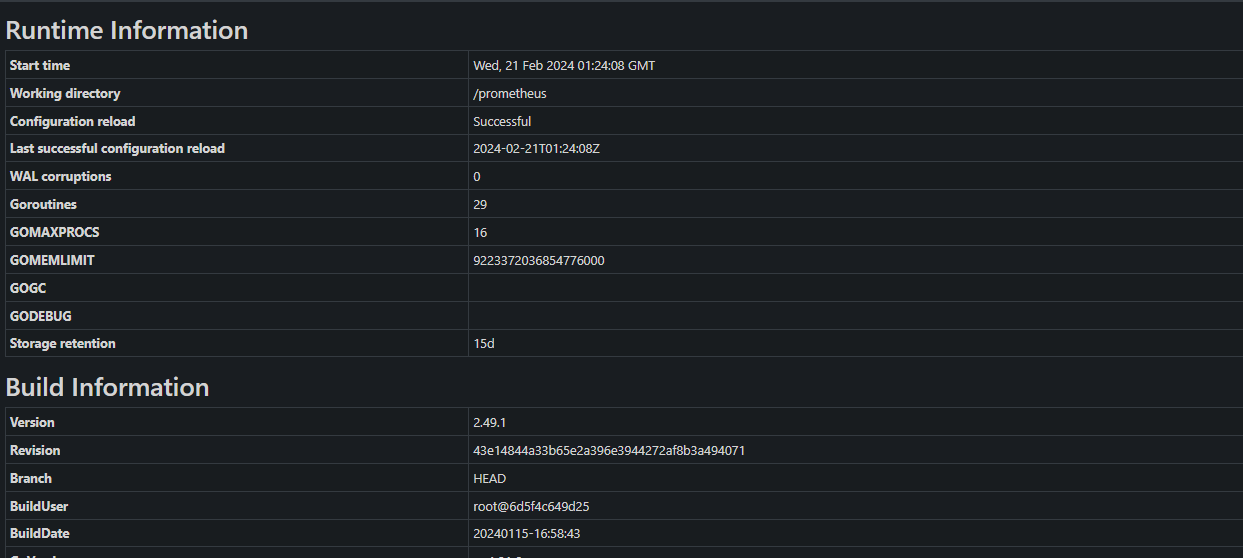 Runtime Information
Start time Wed, 21 Feb 2024 01:24:08 GMT
Working directory /prometheus
Configuration reload Successful
Last successful configuration reload 2024-02-21T01:24:08Z
WAL corruptions 0
Goroutines 29
GOMAXPROCS 16
GOMEMLIMIT 9223372036854776000
GOGC
GODEBUG
Storage retention 15d
Build Information
Version 2.49.1
Revision 43e14844a33b65e2a396e3944272af8b3a494071
Branch HEAD
BuildUser root@6d5f4c649d25
BuildDate 20240115-16:58:43